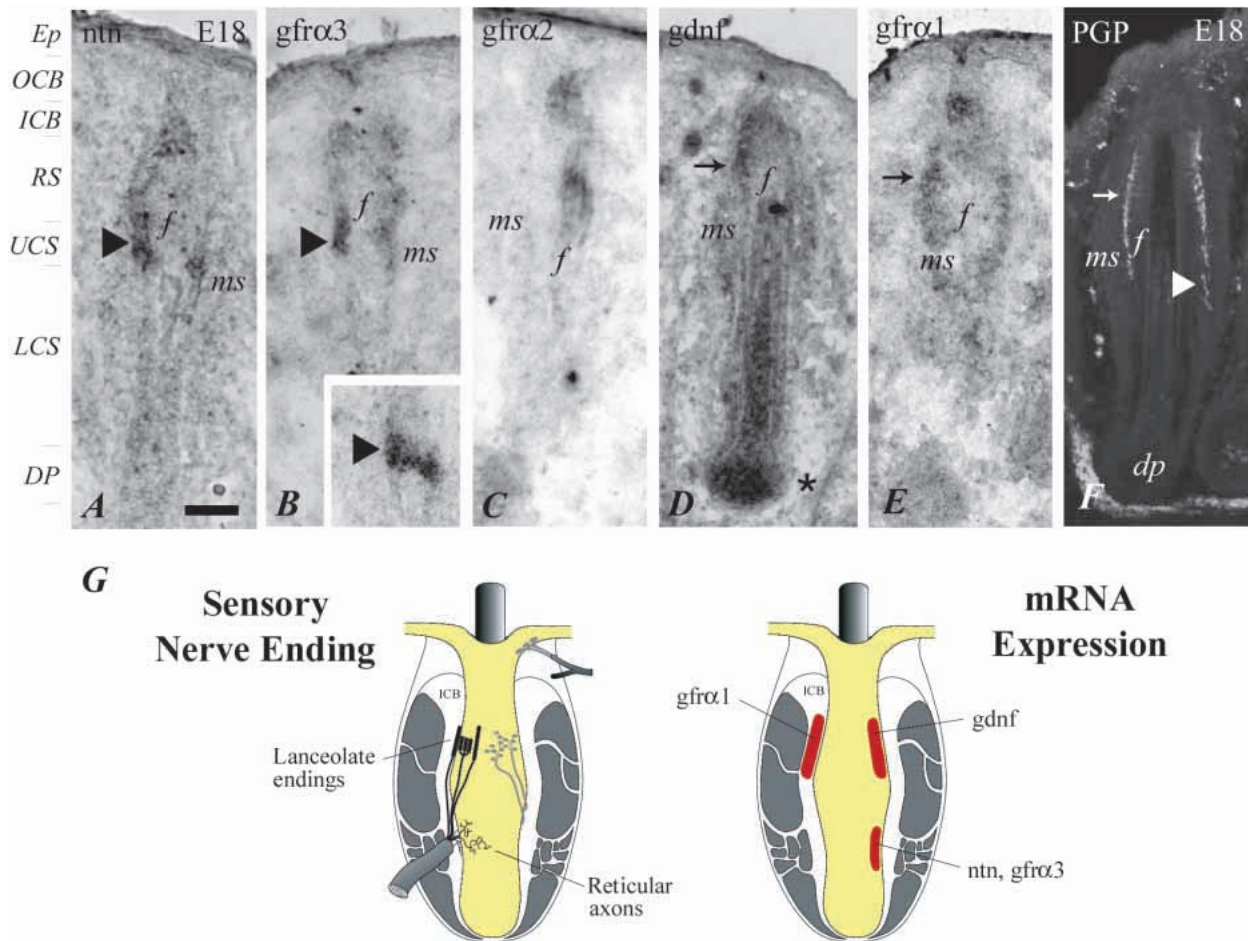 Ep
OCB
ICB
RS
UCS
LCS
DP
ntn E18
f
ms
A
gfrα3
f
ms
B
gfrα2
ms
f
C
gdnf
f
ms
D
*
gfrα1
f
ms
E
PGP E18
ms
f
dp
F
G
Sensory
Nerve Ending
ICB
Lanceolate
endings
Reticular
axons
mRNA
Expression
ICB
gfrα1
gdnf
ntn, gfrα3